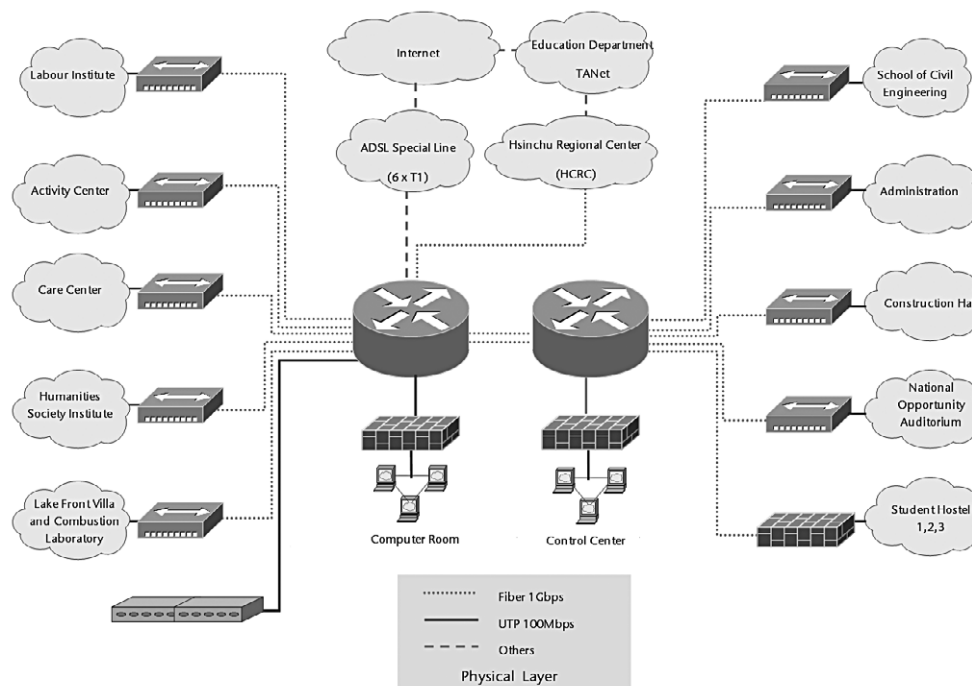 Internet
Education Department
TANet
Labour Institute
School of Civil
Engineering
ADSL Special Line
(6 x T1)
Hsinchu Regional Center
(HCRC)
Activity Center
Administration
Care Center
Construction Ha
Humanities
Society Institute
National
Opportunity
Auditorium
Lake Front Villa
and Combustion
Laboratory
Student Hostel
1,2,3
Computer Room
Control Center
Fiber 1Gbps
UTP 100Mbps
Others
Physical Layer